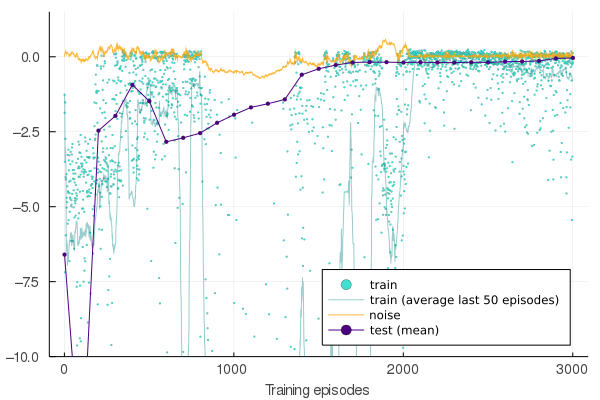 0.0
−2.5
−5.0
−7.5
−10.0
train
train (average last 50 episodes)
noise
test (mean)
0
1000
2000
3000
Training episodes